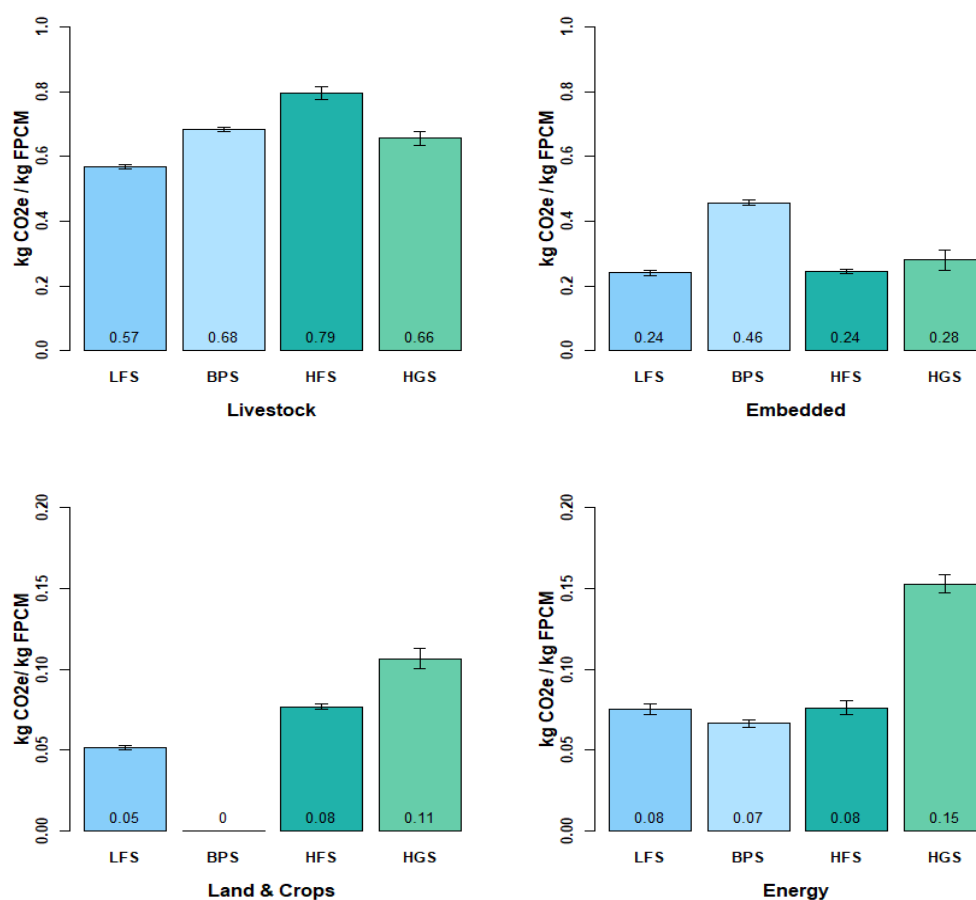 kg CO2e / kg FPCM
1.0
0.8
0.6
0.4
0.2
0.0
0.57 0.68 0.79 0.66
LFS BPS HFS HGS
Livestock
kg CO2e / kg FPCM
1.0
0.8
0.6
0.4
0.2
0.0
0.24 0.46 0.24 0.28
LFS BPS HFS HGS
Embedded
kg CO2e/ kg FPCM
0.20
0.15
0.10
0.05
0.00
0.05 0 0.08 0.11
LFS BPS HFS HGS
Land & Crops
kg CO2e / kg FPCM
0.20
0.15
0.10
0.05
0.00
0.08 0.07 0.08 0.15
LFS BPS HFS HGS
Energy